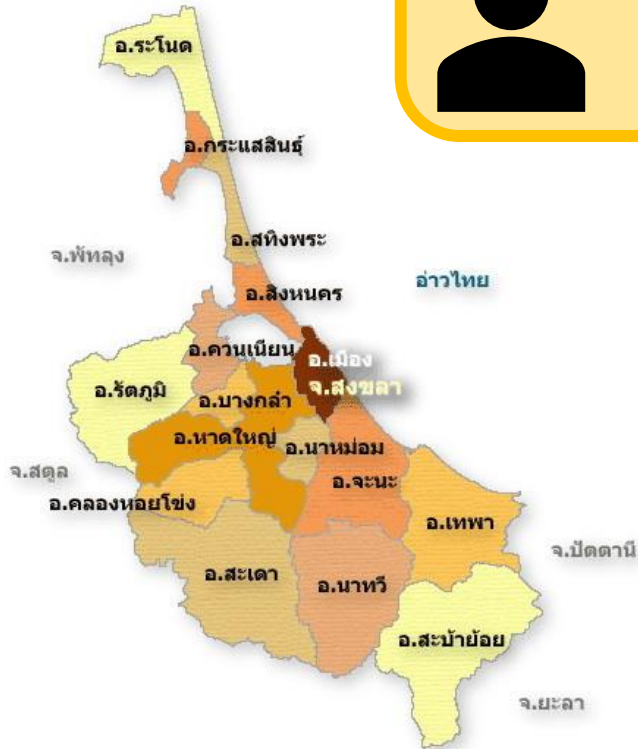 อ.ระโนด
อ.กระแสสินธุ์
อ.สทิงพระ
จ.พัทลุง
อ่าวไทย
อ.สิงหนคร
อ.ควนเนียน
อ.เมือง
จ.สงขลา
อ.รัตภูมิ
อ.บางกล่ำ
อ.หาดใหญ่
อ.นาหม่อม
จ.สตูล
อ.จะนะ
อ.คลองหอยโข่ง
อ.เทพา
จ.ปัตตานี
อ.สะเดา
อ.นาทวี
อ.สะบ้าย้อย
จ.ยะลา